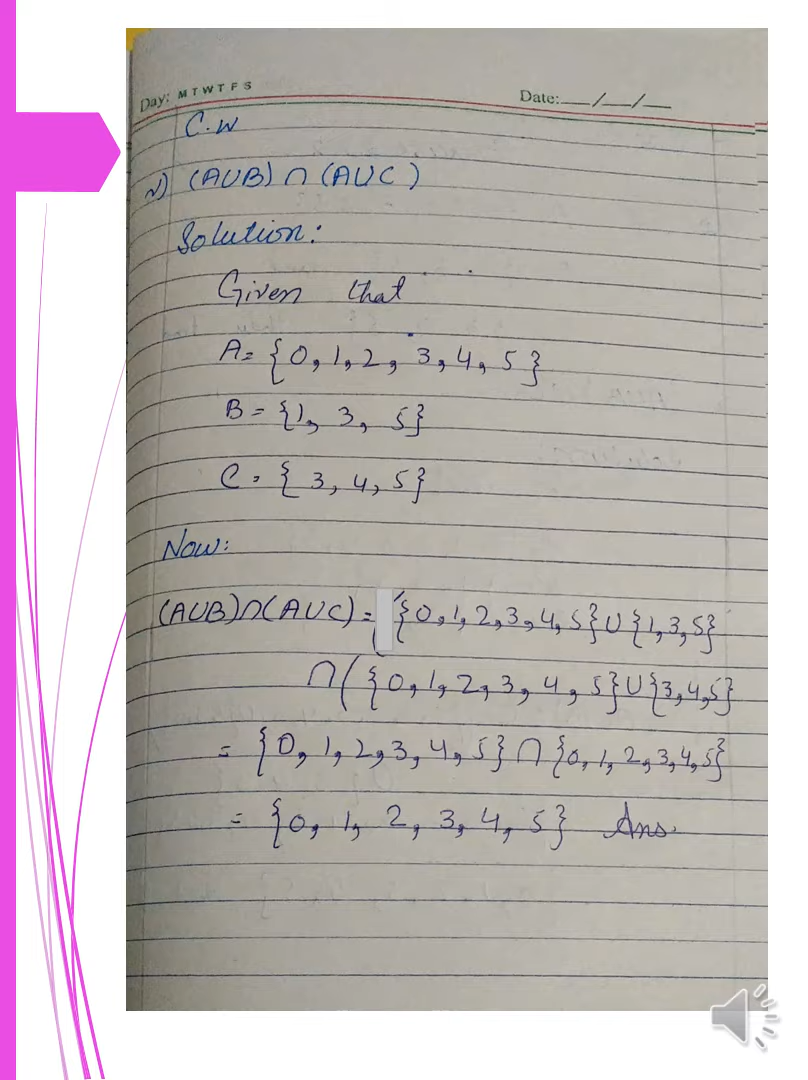 Day: M T W T F S
Date:__/__/__
C.W
v) (AUB) ∩ (AUC)
Solution:
Given that
A= {0, 1, 2, 3, 4, 5}
B = {1, 3, 5}
C = { 3, 4, 5}
Now:
(AUB)∩(AUC) = ({0, 1, 2, 3, 4, 5} U {1, 3, 5}
∩ ( {0, 1, 2, 3, 4, 5} U {3, 4, 5}
= {0, 1, 2, 3, 4, 5} ∩ {0, 1, 2, 3, 4, 5}
= {0, 1, 2, 3, 4, 5} Ans.